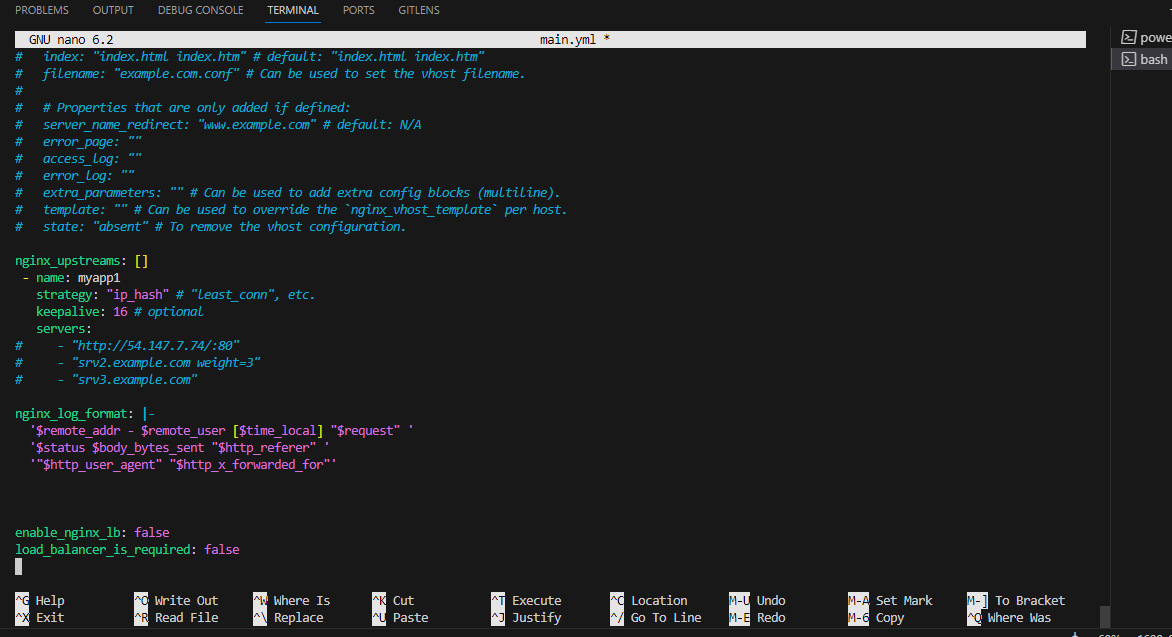 PROBLEMS OUTPUT DEBUG CONSOLE TERMINAL PORTS GITLENS
GNU nano 6.2 main.yml *
#   index: "index.html index.htm" # default: "index.html index.htm"
#   filename: "example.com.conf" # Can be used to set the vhost filename.
#
#   # Properties that are only added if defined:
#   server_name_redirect: "www.example.com" # default: N/A
#   error_page: ""
#   access_log: ""
#   error_log: ""
#   extra_parameters: "" # Can be used to add extra config blocks (multiline).
#   template: "" # Can be used to override the `nginx_vhost_template` per host.
#   state: "absent" # To remove the vhost configuration.
nginx_upstreams: []
 - name: myapp1
   strategy: "ip_hash" # "least_conn", etc.
   keepalive: 16 # optional
   servers:
#     - "http://54.147.7.74/:80"
#     - "srv2.example.com weight=3"
#     - "srv3.example.com"
nginx_log_format: |-
  '$remote_addr - $remote_user [$time_local] "$request" '
  '$status $body_bytes_sent "$http_referer" '
  '"$http_user_agent" "$http_x_forwarded_for"'
enable_nginx_lb: false
load_balancer_is_required: false
^G Help ^O Write Out ^W Where Is ^K Cut ^T Execute ^C Location M-U Undo M-A Set Mark M-] To Bracket
^X Exit ^R Read File ^\ Replace ^U Paste ^J Justify ^/ Go To Line M-E Redo M-6 Copy ^Q Where Was
powe
bash